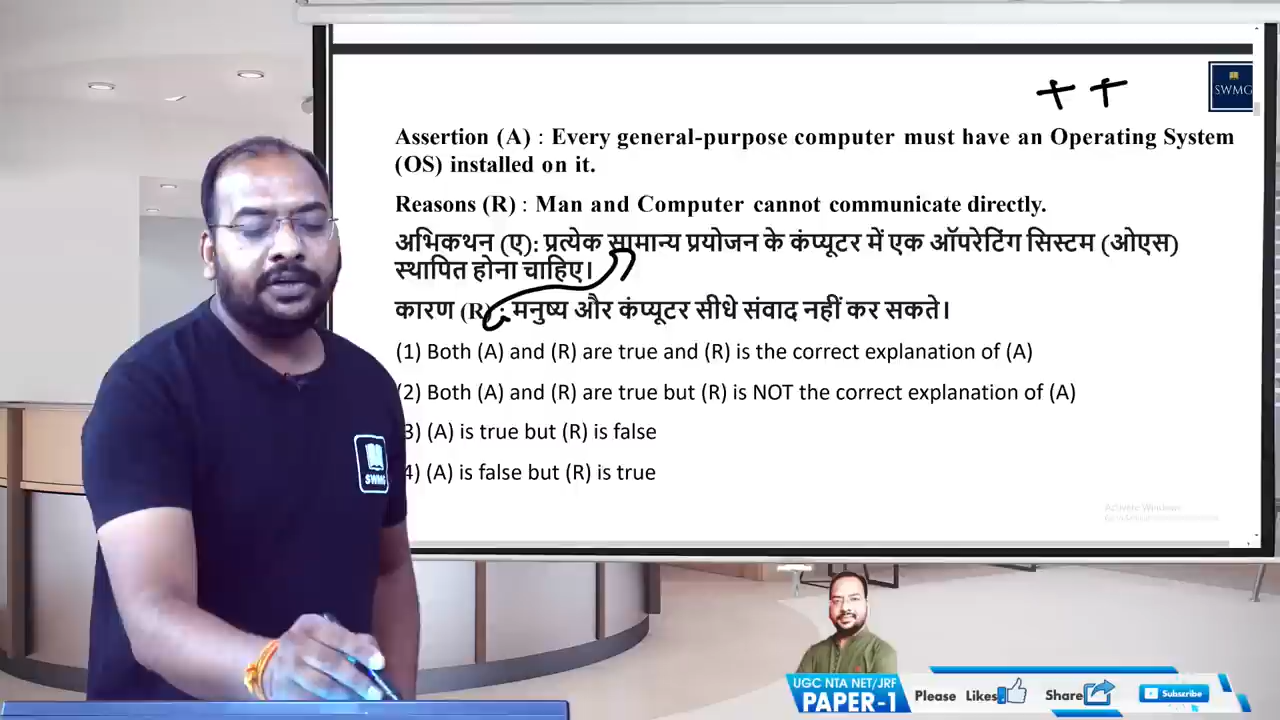 ++
SWMG
Assertion (A) : Every general-purpose computer must have an Operating System
(OS) installed on it.
Reasons (R) : Man and Computer cannot communicate directly.
अभिकथन (ए): प्रत्येक सामान्य प्रयोजन के कंप्यूटर में एक ऑपरेटिंग सिस्टम (ओएस)
स्थापित होना चाहिए।
कारण (R) : मनुष्य और कंप्यूटर सीधे संवाद नहीं कर सकते।
(1) Both (A) and (R) are true and (R) is the correct explanation of (A)
(2) Both (A) and (R) are true but (R) is NOT the correct explanation of (A)
3) (A) is true but (R) is false
4) (A) is false but (R) is true
SWMG
Activate Windows
UGC NTA NET/JRF
PAPER-1
Please Likes
Share
Subscribe